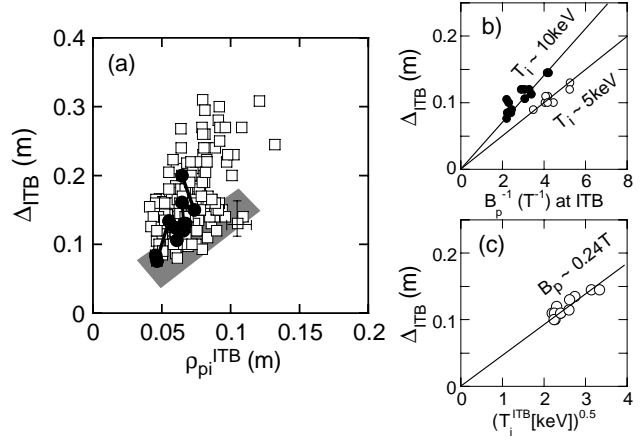 (a)
0.4
0.3
0.2
0.1
0
Δ_ITB (m)
0 0.05 0.1 0.15 0.2
ρ_pi^ITB (m)
b)
T_i ~ 10keV
T_i ~ 5keV
0.2
0.1
0
Δ_ITB (m)
0 2 4 6 8
B_p^-1 (T^-1) at ITB
(c)
B_p ~ 0.24T
0.2
0.1
0
Δ_ITB (m)
0 1 2 3 4
(T_i^ITB[keV])^0.5